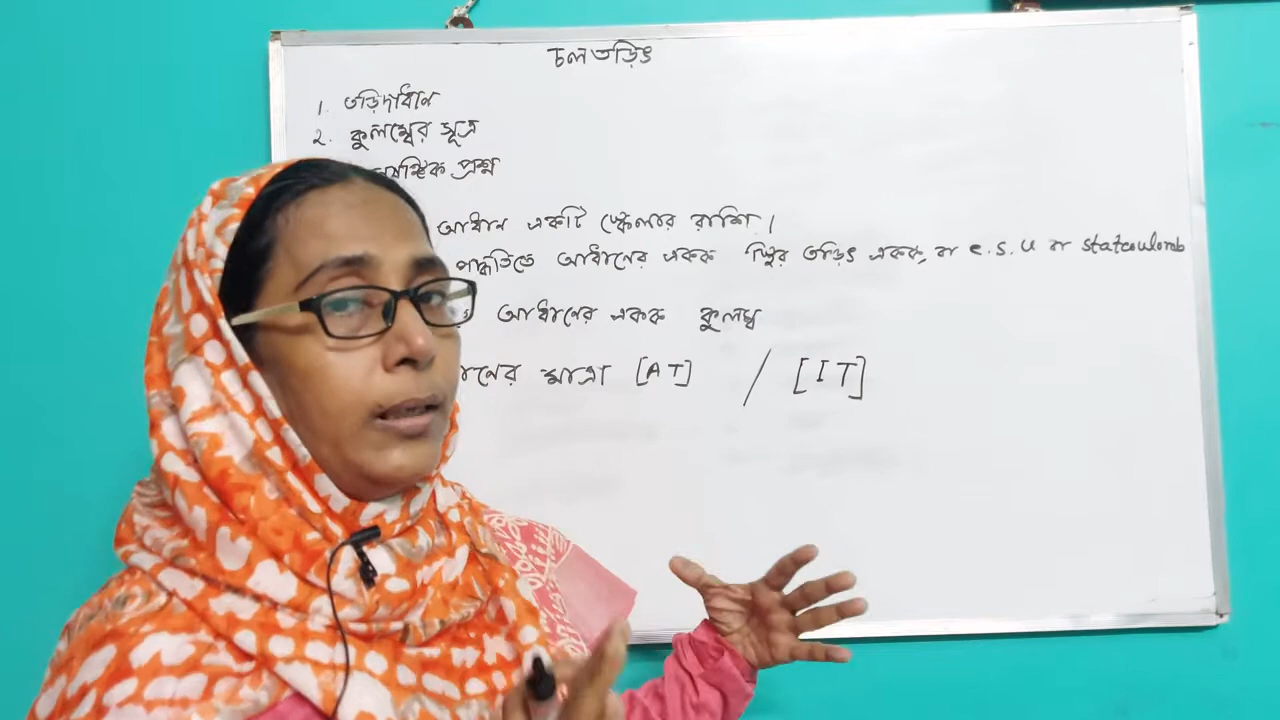 চলতড়িৎ
1. তড়িদাধান
2. কুলম্বের সূত্র
প্রশ্ন
আধান একটি স্কেলার রাশি।
পদ্ধতিতে আধানের একক স্থির তড়িৎ একক, বা e.s.u বা statcoulomb
আধানের একক কুলম্ব
মাত্রা [AT] / [IT]